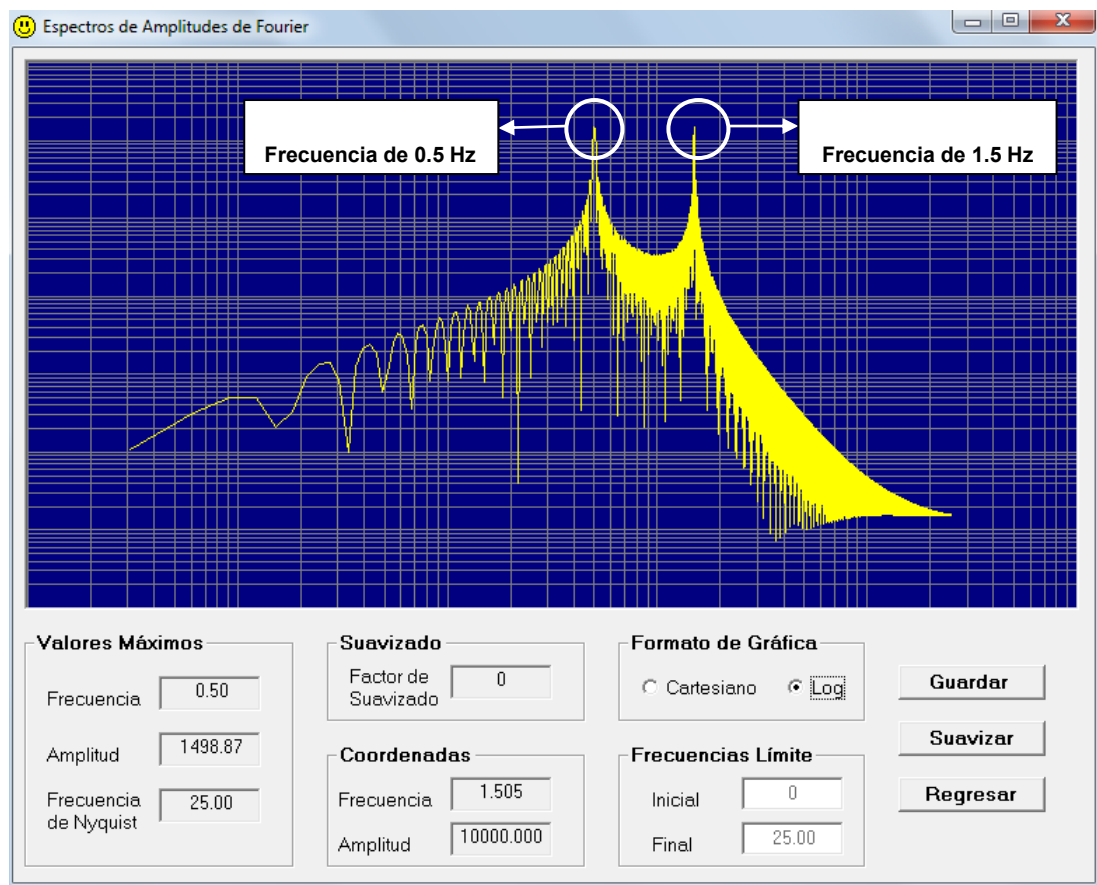 Espectros de Amplitudes de Fourier
Frecuencia de 0.5 Hz
Frecuencia de 1.5 Hz
Valores Máximos
Frecuencia 0.50
Amplitud 1498.87
Frecuencia
de Nyquist 25.00
Suavizado
Factor de
Suavizado 0
Coordenadas
Frecuencia 1.505
Amplitud 10000.000
Formato de Gráfica
Cartesiano Log
Frecuencias Límite
Inicial 0
Final 25.00
Guardar
Suavizar
Regresar